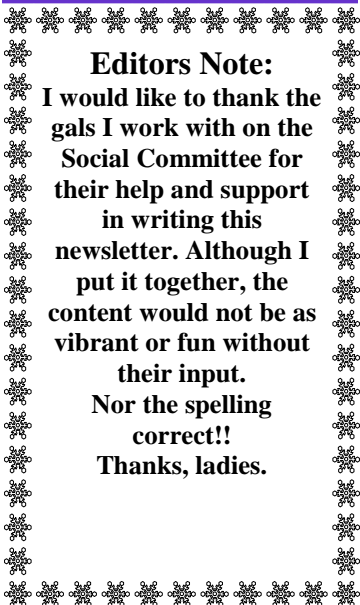 Editors Note:
I would like to thank the
gals I work with on the
Social Committee for
their help and support
in writing this
newsletter. Although I
put it together, the
content would not be as
vibrant or fun without
their input.
Nor the spelling
correct!!
Thanks, ladies.